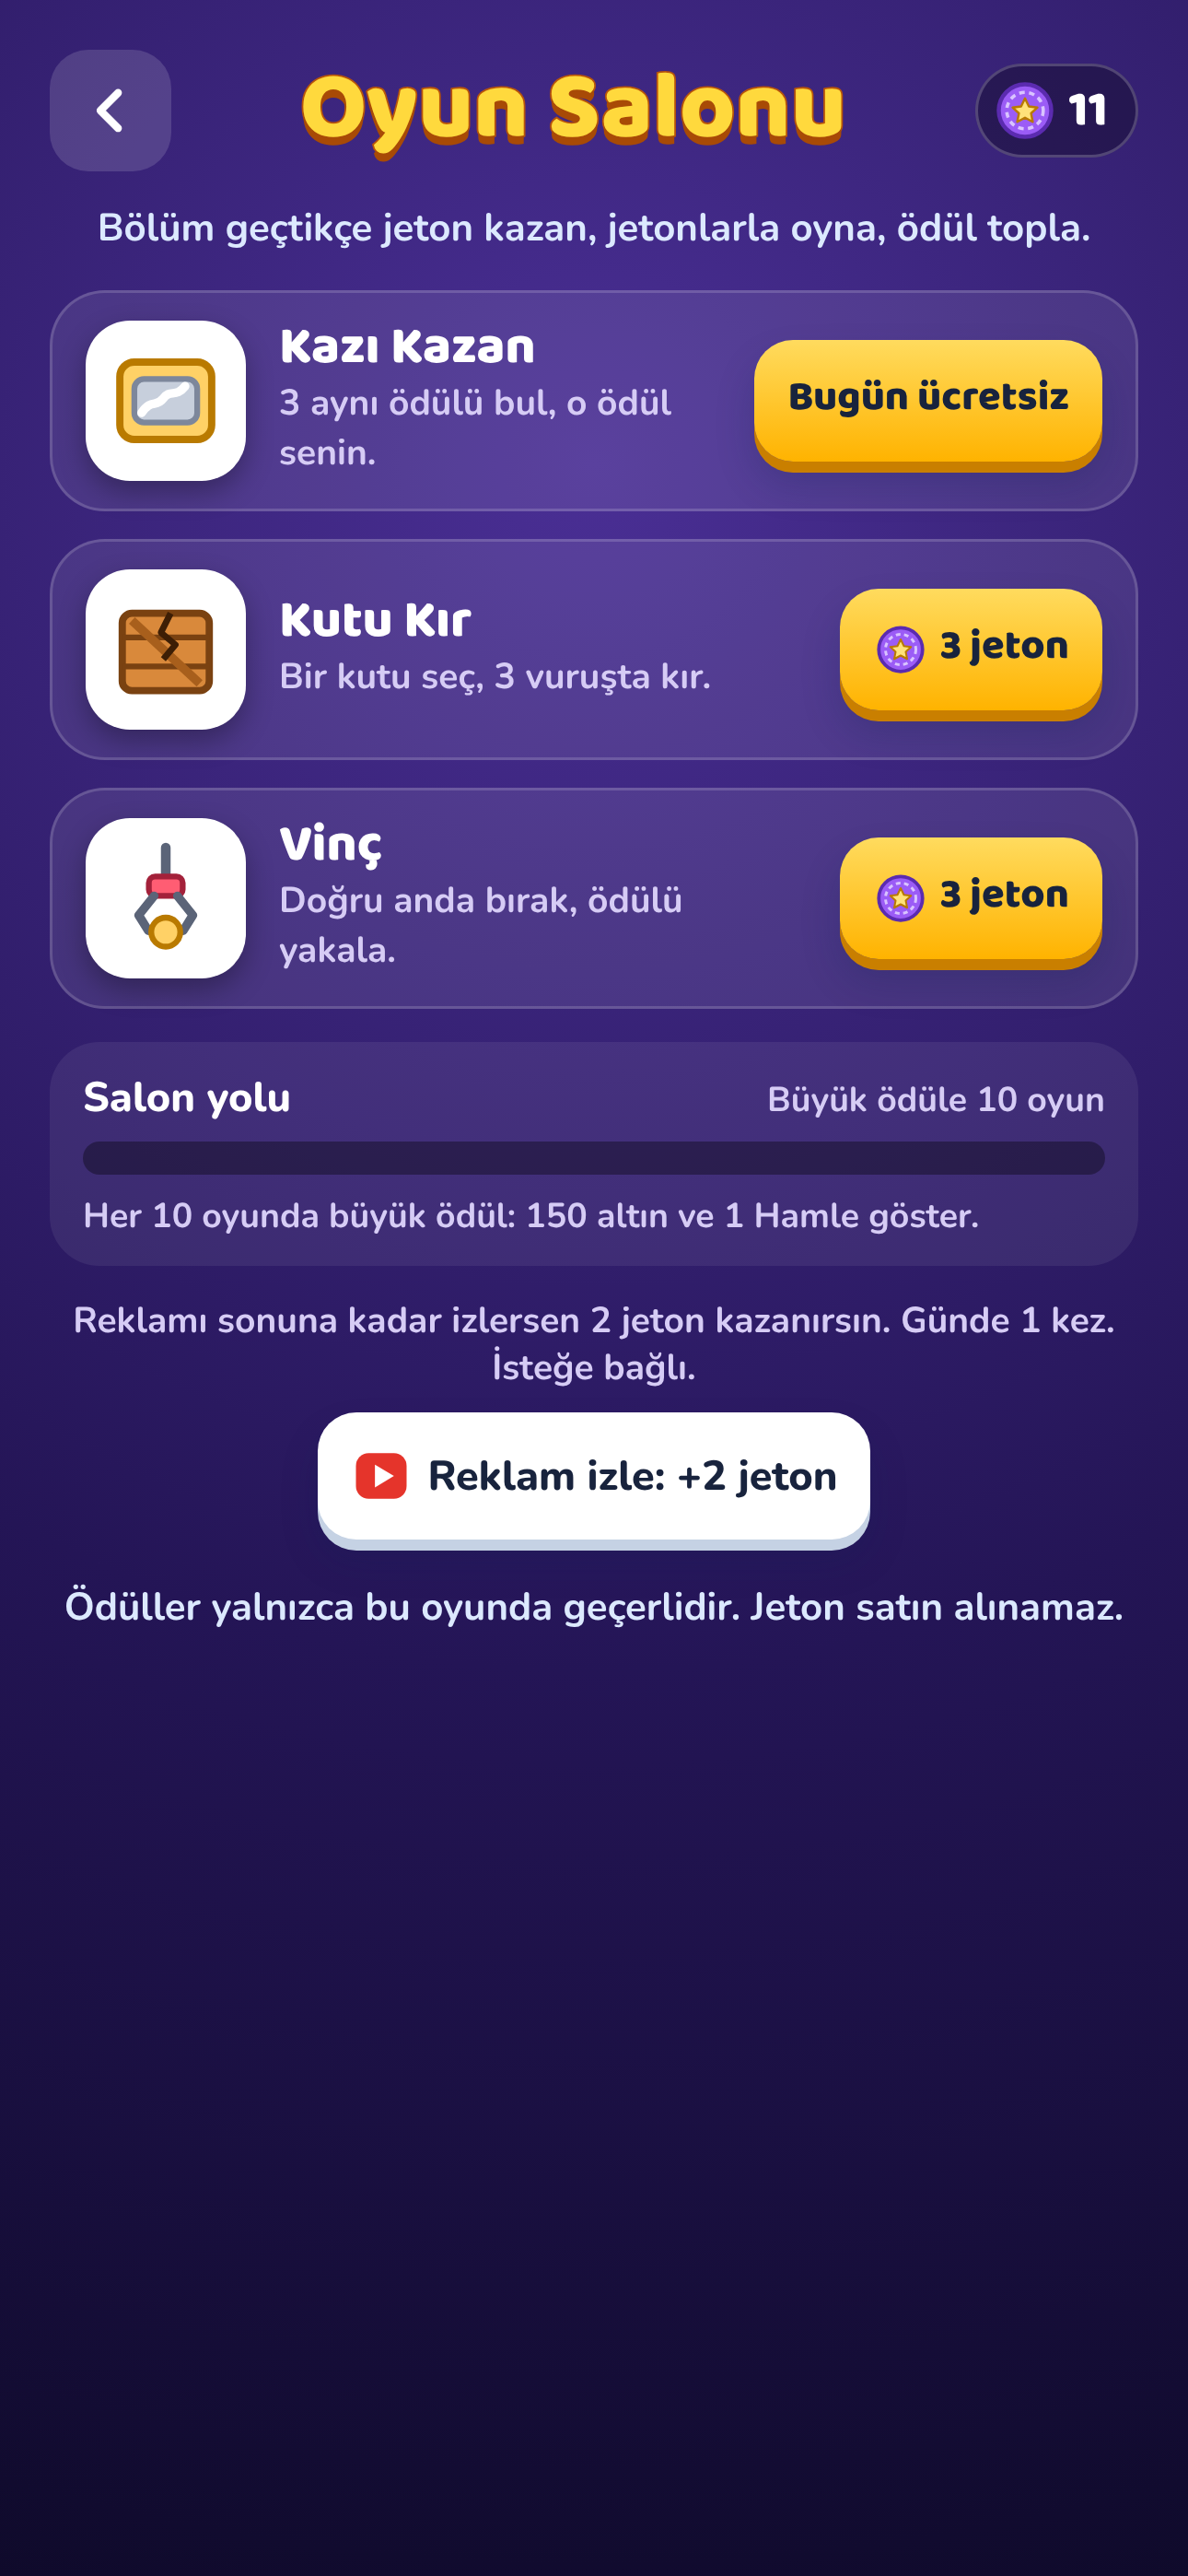 Oyun Salonu
11
Bölüm geçtikçe jeton kazan, jetonlarla oyna, ödül topla.
Kazı Kazan
3 aynı ödülü bul, o ödül
senin.
Bugün ücretsiz
Kutu Kır
Bir kutu seç, 3 vuruşta kır.
3 jeton
Vinç
Doğru anda bırak, ödülü
yakala.
3 jeton
Salon yolu
Büyük ödüle 10 oyun
Her 10 oyunda büyük ödül: 150 altın ve 1 Hamle göster.
Reklamı sonuna kadar izlersen 2 jeton kazanırsın. Günde 1 kez.
İsteğe bağlı.
Reklam izle: +2 jeton
Ödüller yalnızca bu oyunda geçerlidir. Jeton satın alınamaz.